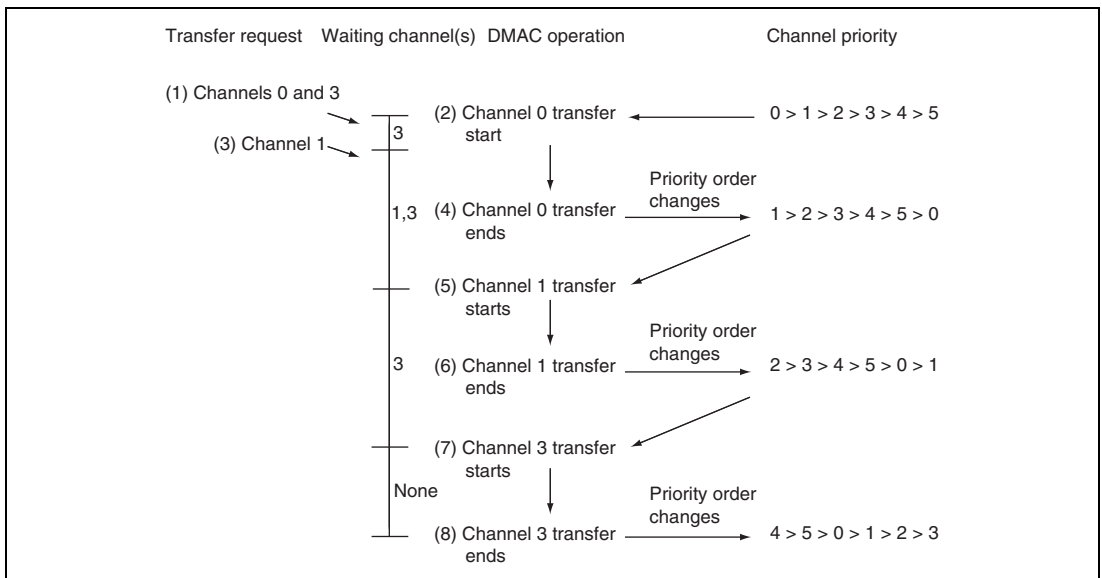 Transfer request Waiting channel(s) DMAC operation Channel priority
(1) Channels 0 and 3
(2) Channel 0 transfer
start
0 > 1 > 2 > 3 > 4 > 5
3
(3) Channel 1
Priority order
changes
1,3
(4) Channel 0 transfer
ends
1 > 2 > 3 > 4 > 5 > 0
(5) Channel 1 transfer
starts
Priority order
changes
3
(6) Channel 1 transfer
ends
2 > 3 > 4 > 5 > 0 > 1
(7) Channel 3 transfer
starts
None
Priority order
changes
(8) Channel 3 transfer
ends
4 > 5 > 0 > 1 > 2 > 3